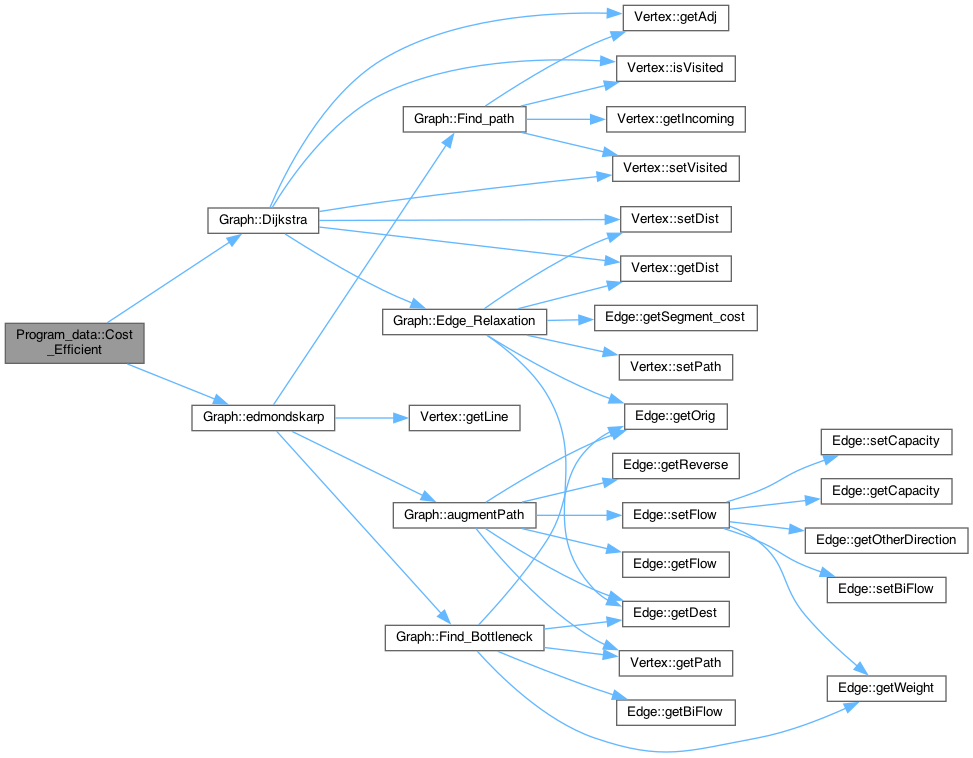 Vertex::getAdj
Vertex::isVisited
Graph::Find_path
Vertex::getIncoming
Vertex::setVisited
Graph::Dijkstra
Vertex::setDist
Vertex::getDist
Graph::Edge_Relaxation
Edge::getSegment_cost
Program_data::Cost
_Efficient
Vertex::setPath
Graph::edmondskarp
Vertex::getLine
Edge::getOrig
Edge::setCapacity
Edge::getReverse
Edge::getCapacity
Graph::augmentPath
Edge::setFlow
Edge::getOtherDirection
Edge::getFlow
Edge::setBiFlow
Edge::getDest
Graph::Find_Bottleneck
Vertex::getPath
Edge::getWeight
Edge::getBiFlow